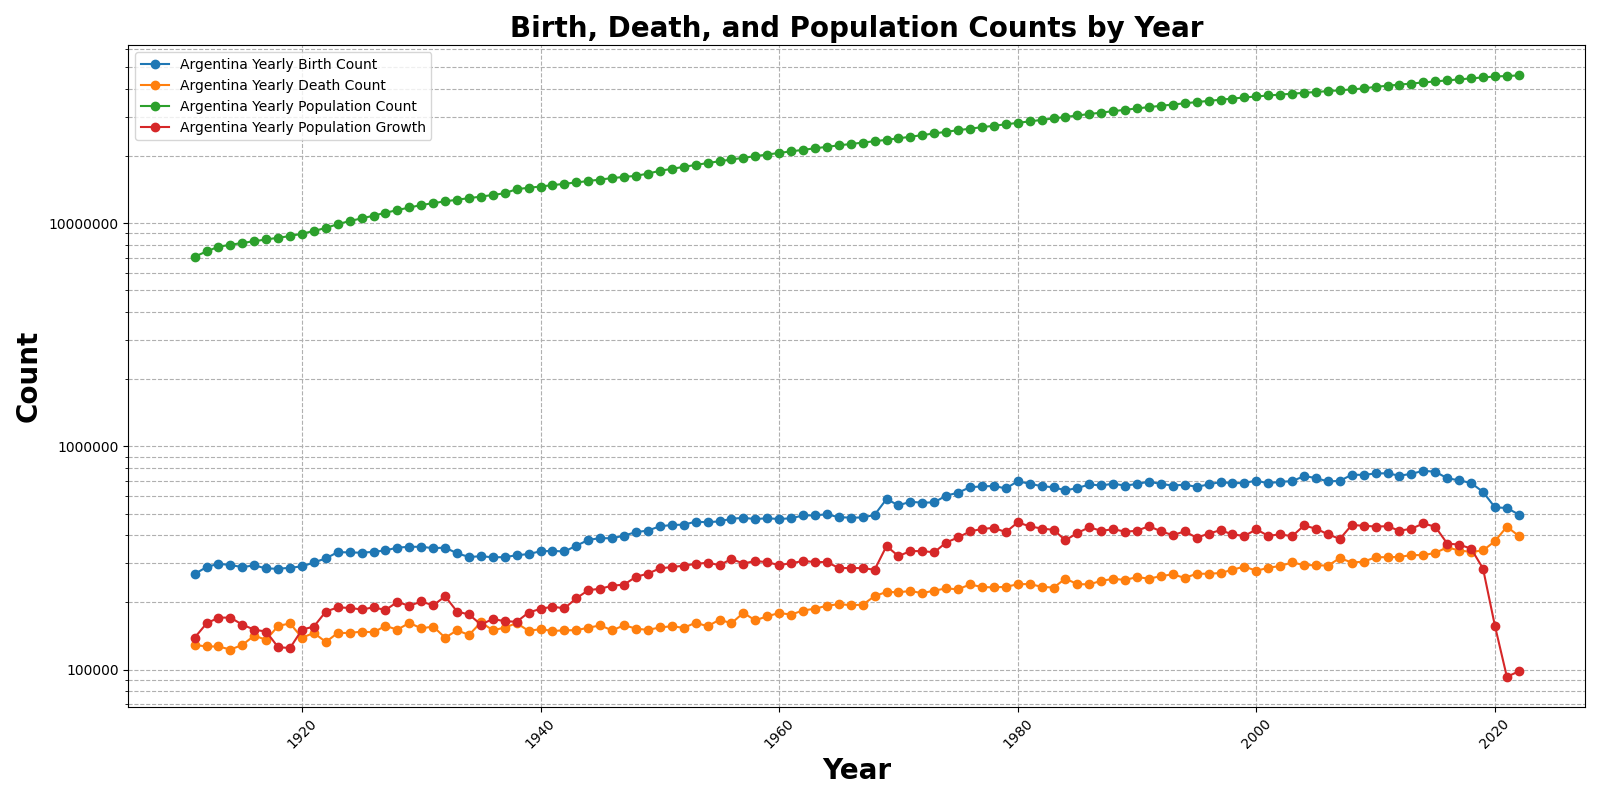 Birth, Death, and Population Counts by Year
Argentina Yearly Birth Count
Argentina Yearly Death Count
Argentina Yearly Population Count
Argentina Yearly Population Growth
10000000
1000000
100000
Count
1920
1940
1960
1980
2000
2020
Year